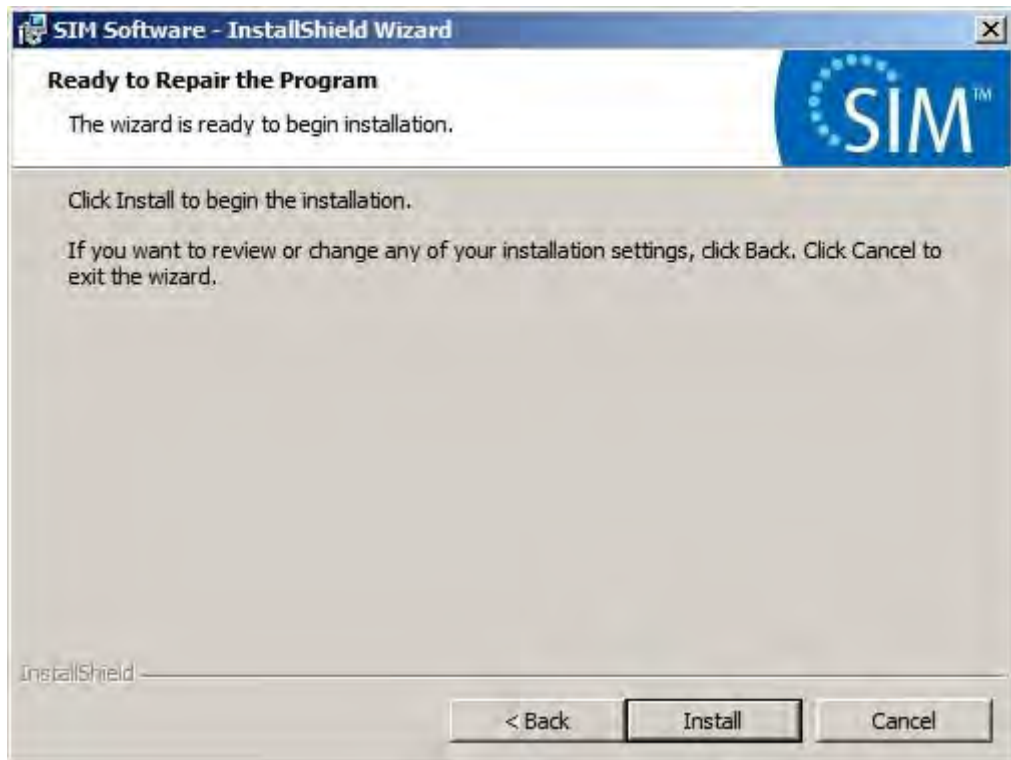 SIM Software - InstallShield Wizard
Ready to Repair the Program
The wizard is ready to begin installation.
SIM™
Click Install to begin the installation.
If you want to review or change any of your installation settings, click Back. Click Cancel to
exit the wizard.
InstallShield
< Back
Install
Cancel